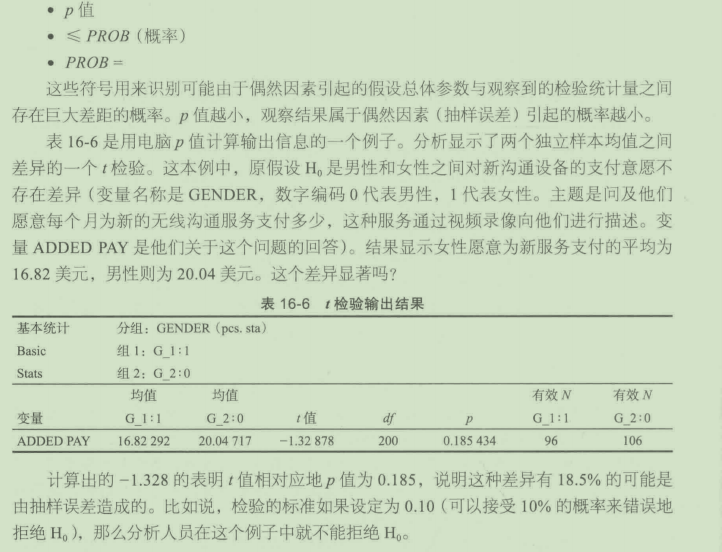 • p 值
• ≤ PROB（概率）
• PROB =
这些符号用来识别可能由于偶然因素引起的假设总体参数与观察到的检验统计量之间
存在巨大差距的概率。p 值越小，观察结果属于偶然因素（抽样误差）引起的概率越小。
表 16-6 是用电脑 p 值计算输出信息的一个例子。分析显示了两个独立样本均值之间
差异的一个 t 检验。这本例中，原假设 H₀ 是男性和女性之间对新沟通设备的支付意愿不
存在差异（变量名称是 GENDER，数字编码 0 代表男性，1 代表女性。主题是问及他们
愿意每个月为新的无线沟通服务支付多少，这种服务通过视频录像向他们进行描述。变
量 ADDED PAY 是他们关于这个问题的回答）。结果显示女性愿意为新服务支付的平均为
16.82 美元，男性则为 20.04 美元。这个差异显著吗？
表 16-6 t 检验输出结果
基本统计 分组：GENDER（pcs. sta）
Basic 组 1：G_1:1
Stats 组 2：G_2:0
均值 均值 有效 N 有效 N
变量 G_1:1 G_2:0 t 值 df p G_1:1 G_2:0
ADDED PAY 16.82 292 20.04 717 −1.32 878 200 0.185 434 96 106
计算出的 −1.328 的表明 t 值相对应地 p 值为 0.185，说明这种差异有 18.5% 的可能是
由抽样误差造成的。比如说，检验的标准如果设定为 0.10（可以接受 10% 的概率来错误地
拒绝 H₀），那么分析人员在这个例子中就不能拒绝 H₀。